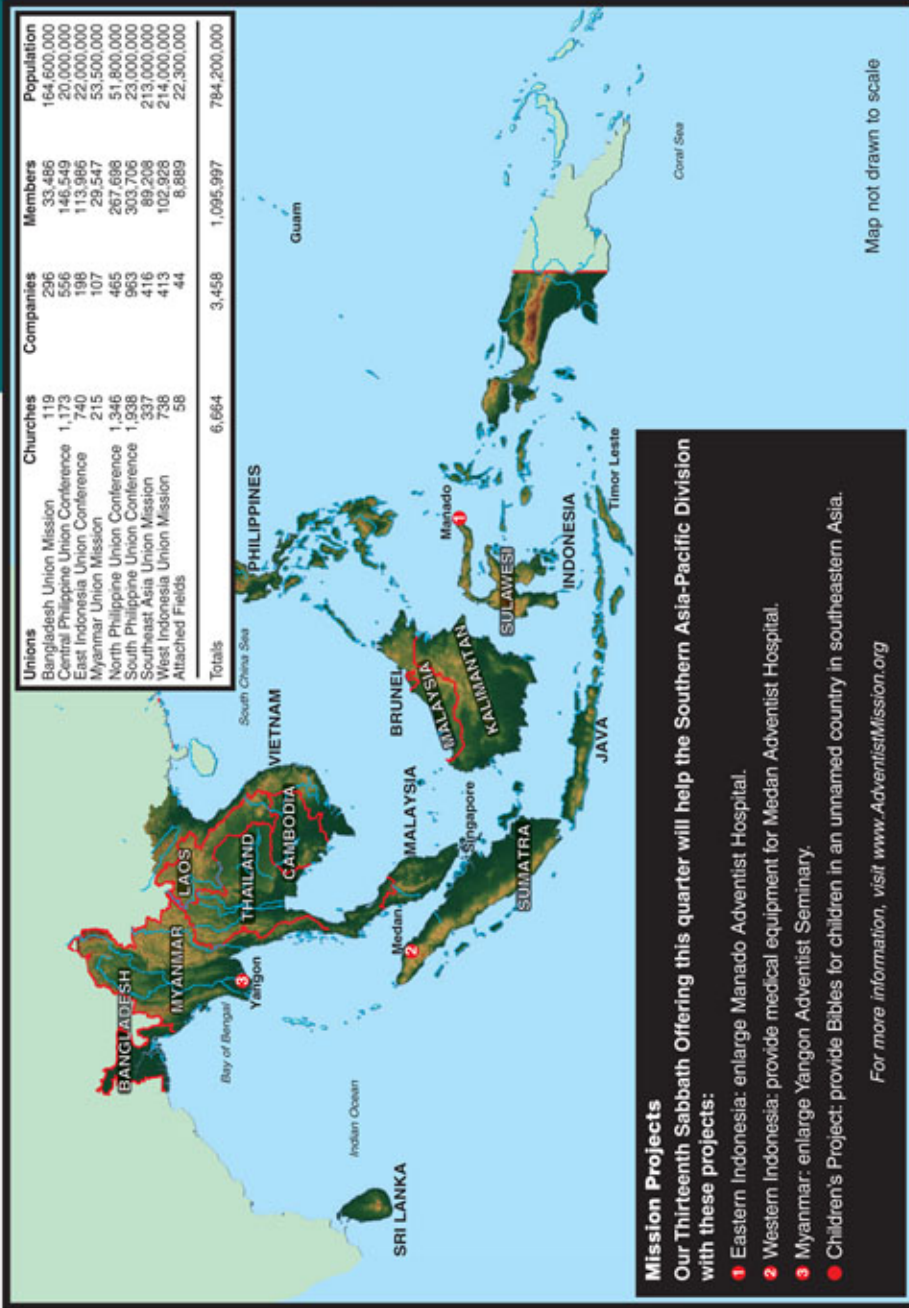 Unions Churches Companies Members Population
Bangladesh Union Mission 119 296 33,486 164,600,000
Central Philippine Union Conference 1,173 556 146,549 20,000,000
East Indonesia Union Conference 740 198 113,986 22,000,000
Myanmar Union Mission 215 107 29,547 53,500,000
North Philippine Union Conference 1,346 465 267,698 51,800,000
South Philippine Union Conference 1,938 963 303,706 23,000,000
Southeast Asia Union Mission 337 416 89,208 213,000,000
West Indonesia Union Mission 738 413 102,928 214,000,000
Attached Fields 58 44 8,889 22,300,000
Totals 6,664 3,458 1,095,997 784,200,000
BANGLADESH
MYANMAR
LAOS
Bay of Bengal
3
Yangon
THAILAND
VIETNAM
CAMBODIA
South China Sea
PHILIPPINES
Guam
Indian Ocean
SRI LANKA
Medan
2
MALAYSIA
Singapore
BRUNEI
MALAYSIA
KALIMANTAN
Manado
1
SULAWESI
SUMATRA
INDONESIA
JAVA
Timor Leste
Coral Sea
Mission Projects
Our Thirteenth Sabbath Offering this quarter will help the Southern Asia-Pacific Division
with these projects:
1 Eastern Indonesia: enlarge Manado Adventist Hospital.
2 Western Indonesia: provide medical equipment for Medan Adventist Hospital.
3 Myanmar: enlarge Yangon Adventist Seminary.
Children's Project: provide Bibles for children in an unnamed country in southeastern Asia.
For more information, visit www.AdventistMission.org
Map not drawn to scale